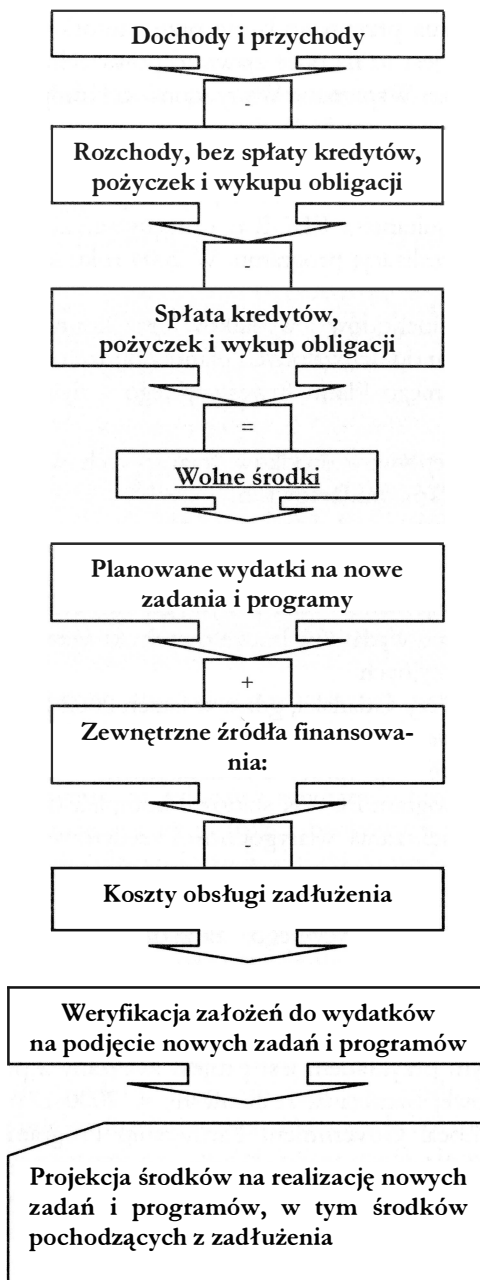 Dochody i przychody
-
Rozchody, bez spłaty kredytów,
pożyczek i wykupu obligacji
-
Spłata kredytów,
pożyczek i wykup obligacji
=
Wolne środki
Planowane wydatki na nowe
zadania i programy
+
Zewnętrzne źródła finansowa-
nia:
-
Koszty obsługi zadłużenia
Weryfikacja założeń do wydatków
na podjęcie nowych zadań i programów
Projekcja środków na realizację nowych
zadań i programów, w tym środków
pochodzących z zadłużenia